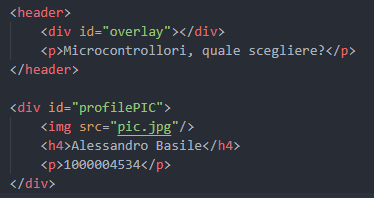 <header>
<div id="overlay"></div>
<p>Microcontrollori, quale scegliere?</p>
</header>
<div id="profilePIC">
<img src="pic.jpg"/>
<h4>Alessandro Basile</h4>
<p>1000004534</p>
</div>